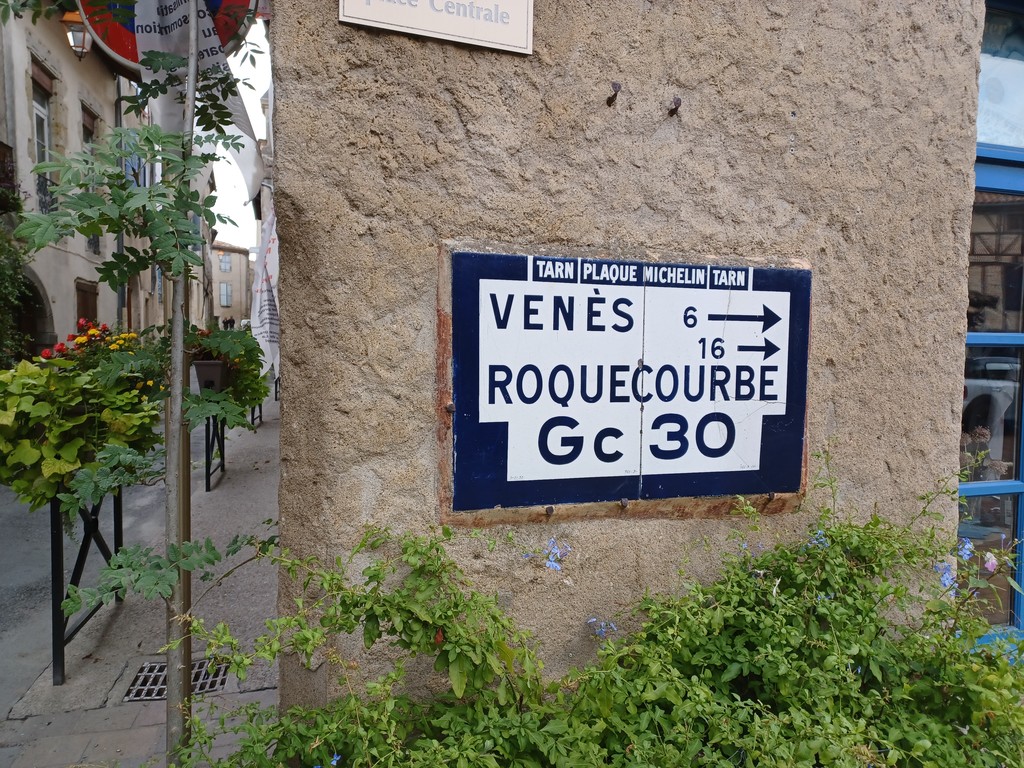 place Centrale
TARN PLAQUE MICHELIN TARN
VENÈS 6
16
ROQUECOURBE
Gc 30